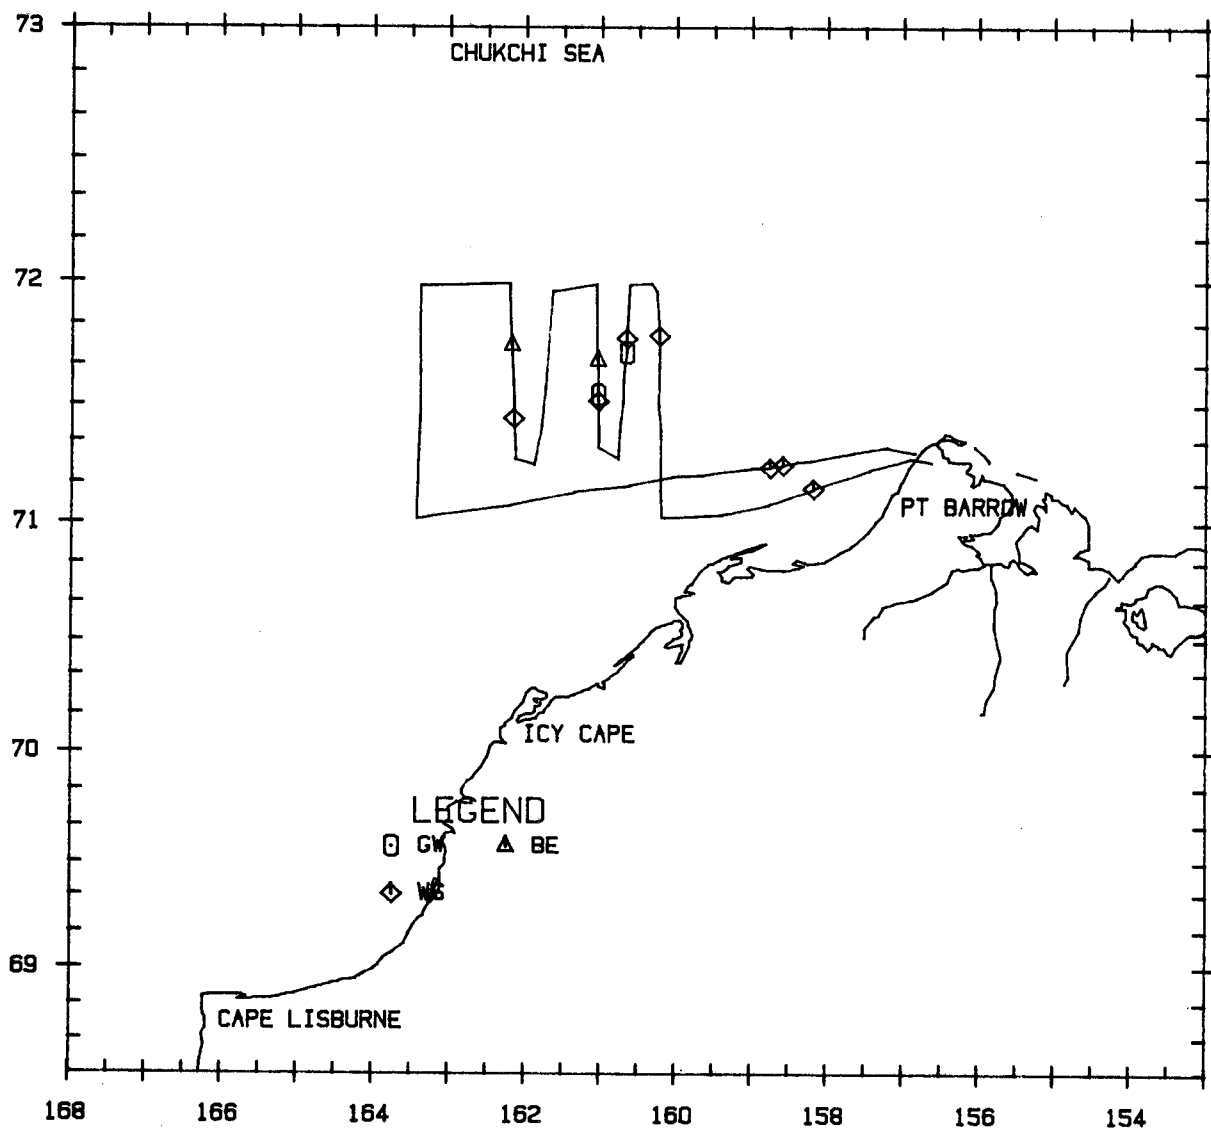 73
CHUKCHI SEA
72
71
PT BARROW
70
ICY CAPE
LEGEND
GW BE
WG
69
CAPE LISBURNE
168 166 164 162 160 158 156 154